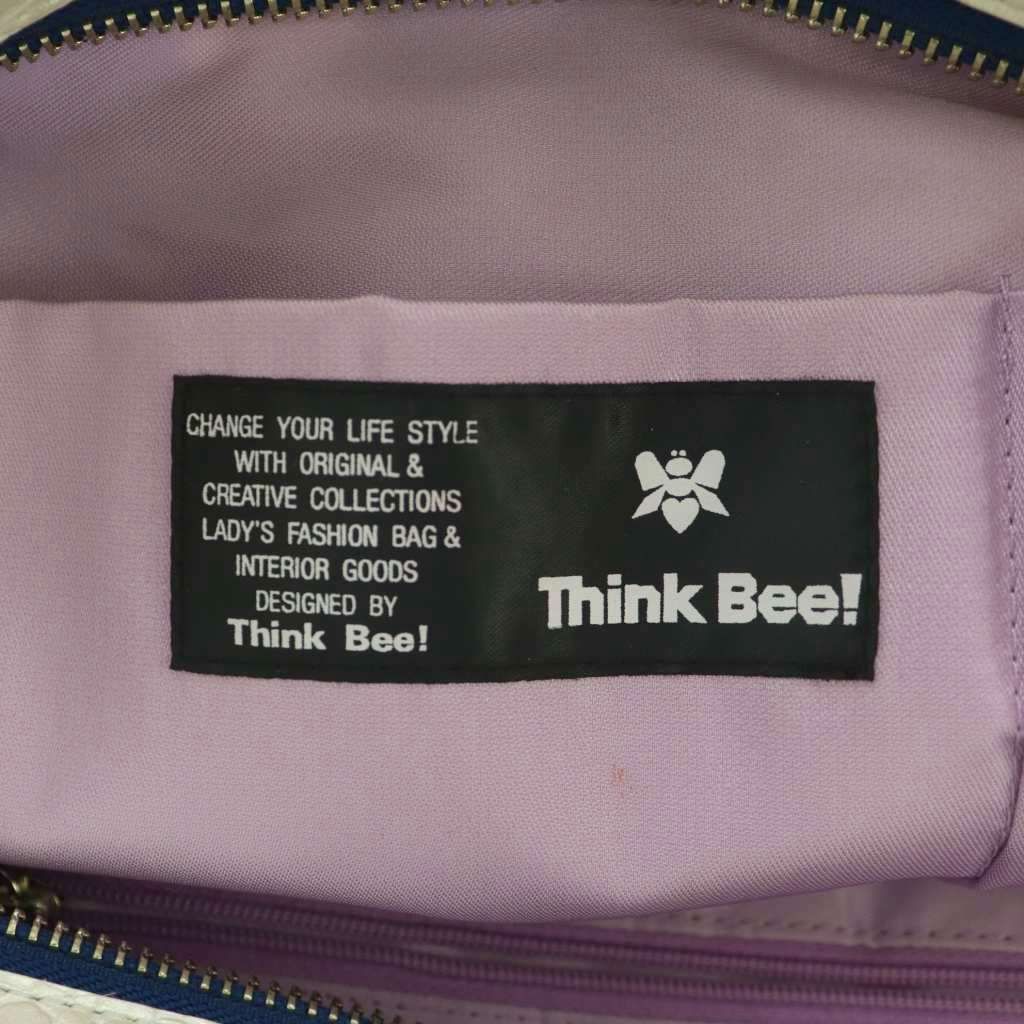 CHANGE YOUR LIFE STYLE
WITH ORIGINAL &
CREATIVE COLLECTIONS
LADY'S FASHION BAG &
INTERIOR GOODS
DESIGNED BY
Think Bee!
Think Bee!